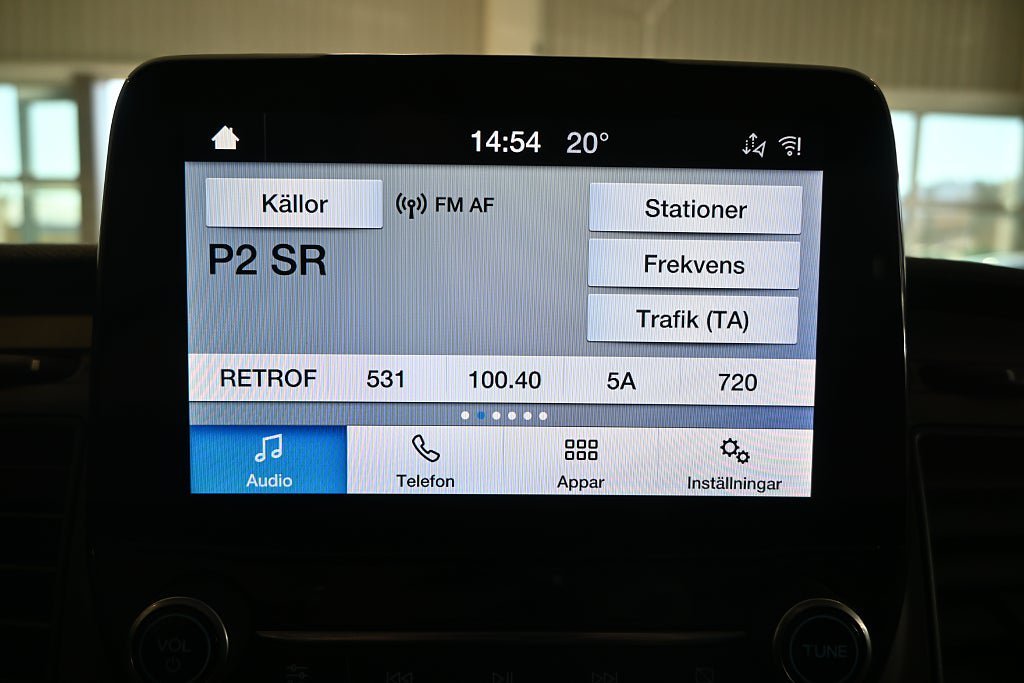 14:54 20°
Källor FM AF
Stationer
P2 SR
Frekvens
Trafik (TA)
RETROF 531 100.40 5A 720
Audio Telefon Appar Inställningar
VOL TUNE